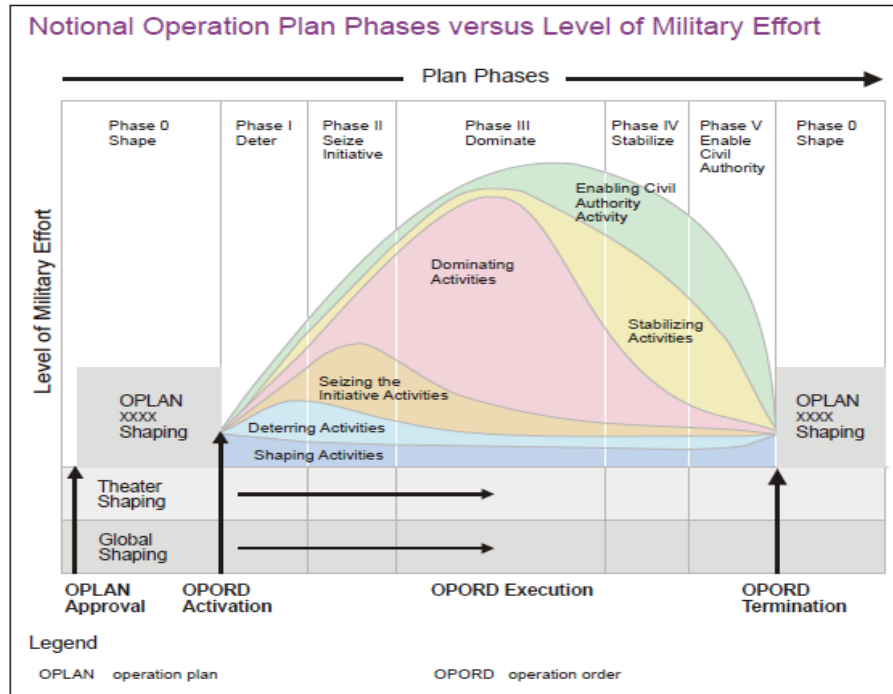 Notional Operation Plan Phases versus Level of Military Effort
Plan Phases
Phase 0
Shape
Phase I
Deter
Phase II
Seize
Initiative
Phase III
Dominate
Phase IV
Stabilize
Phase V
Enable
Civil
Authority
Phase 0
Shape
Level of Military Effort
Enabling Civil
Authority
Activity
Dominating
Activities
Stabilizing
Activities
Seizing the
Initiative Activities
Deterring Activities
Shaping Activities
OPLAN
xxxx
Shaping
OPLAN
xxxx
Shaping
Theater
Shaping
Global
Shaping
OPLAN
Approval
OPORD
Activation
OPORD Execution
OPORD
Termination
Legend
OPLAN operation plan
OPORD operation order